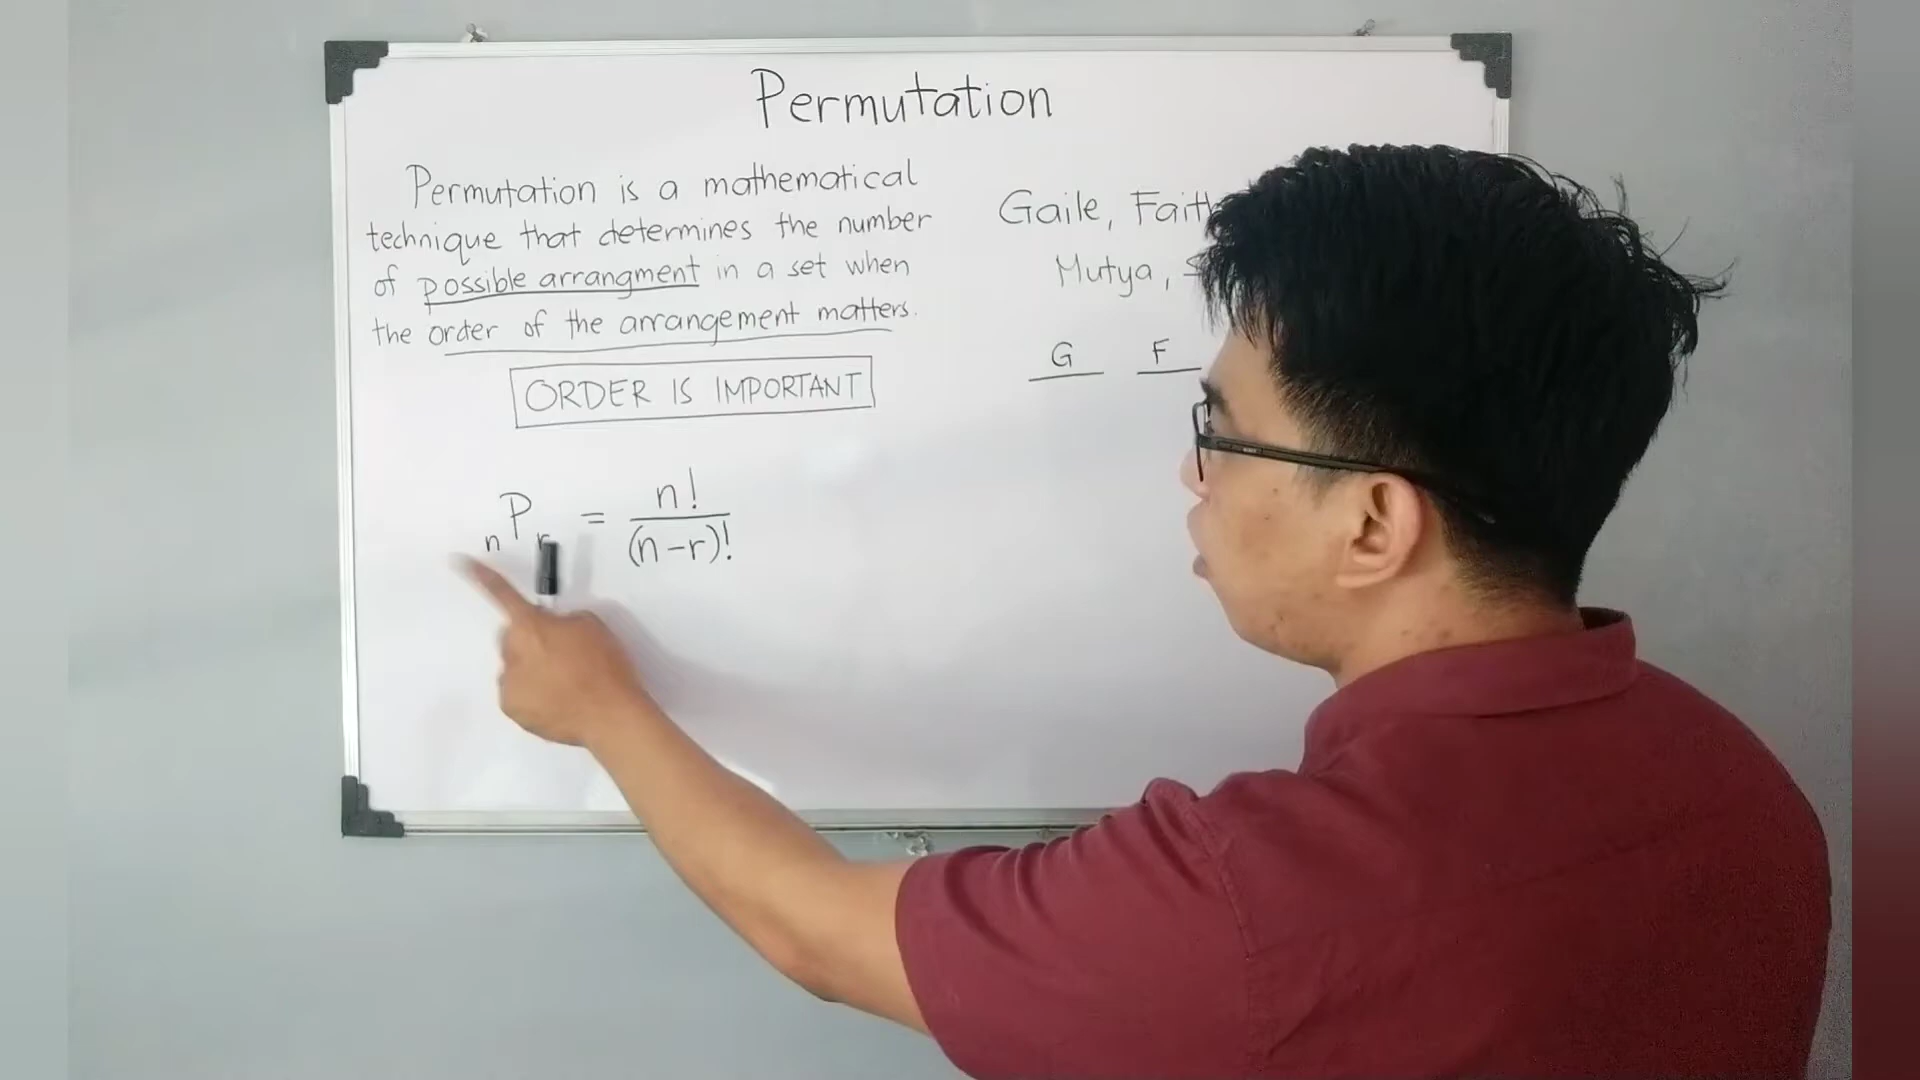 Permutation
Permutation is a mathematical
technique that determines the number
of possible arrangment in a set when
the order of the arrangement matters.
ORDER IS IMPORTANT
nPr = n!
(n-r)!
Gaile, Faith
Mutya,
G F